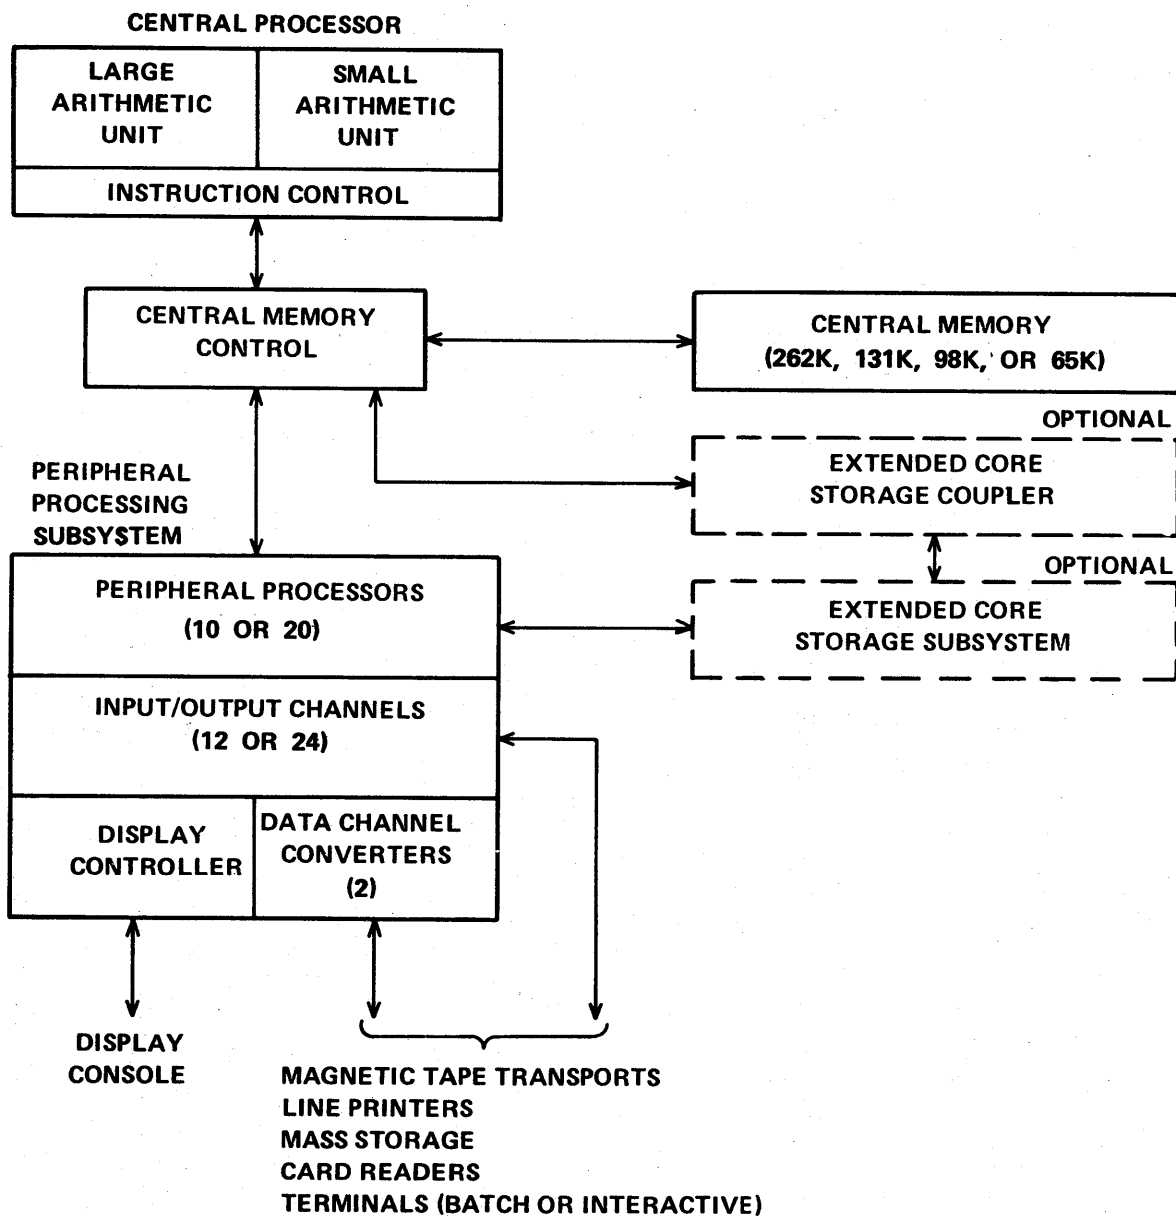 CENTRAL PROCESSOR
LARGE
ARITHMETIC
UNIT
SMALL
ARITHMETIC
UNIT
INSTRUCTION CONTROL
CENTRAL MEMORY
CONTROL
CENTRAL MEMORY
(262K, 131K, 98K, OR 65K)
OPTIONAL
EXTENDED CORE
STORAGE COUPLER
PERIPHERAL
PROCESSING
SUBSYSTEM
OPTIONAL
EXTENDED CORE
STORAGE SUBSYSTEM
PERIPHERAL PROCESSORS
(10 OR 20)
INPUT/OUTPUT CHANNELS
(12 OR 24)
DISPLAY
CONTROLLER
DATA CHANNEL
CONVERTERS
(2)
DISPLAY
CONSOLE
MAGNETIC TAPE TRANSPORTS
LINE PRINTERS
MASS STORAGE
CARD READERS
TERMINALS (BATCH OR INTERACTIVE)